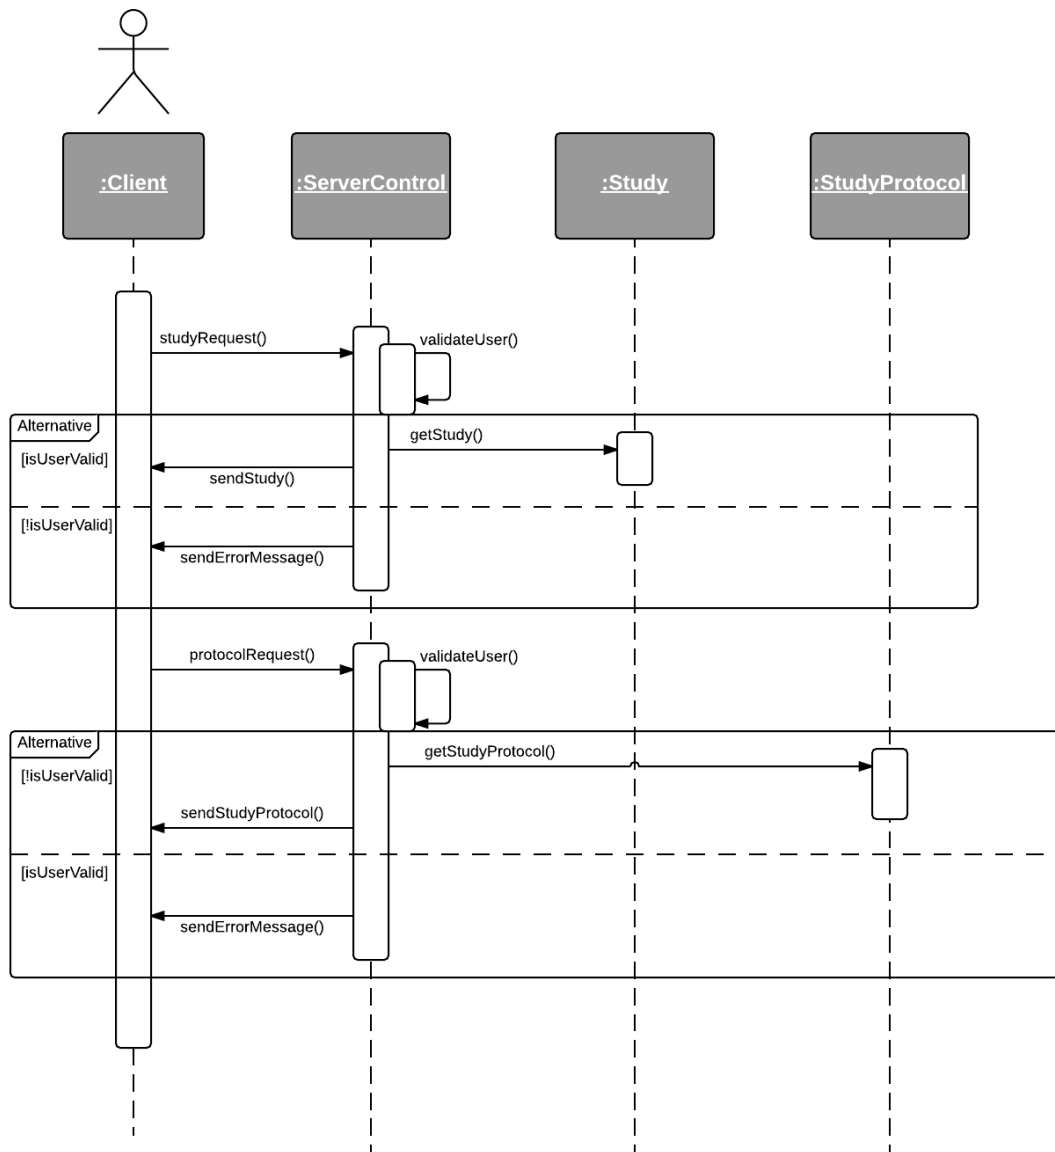 :Client
:ServerControl
:Study
:StudyProtocol
studyRequest()
validateUser()
Alternative
getStudy()
[isUserValid]
sendStudy()
[!isUserValid]
sendErrorMessage()
protocolRequest()
validateUser()
Alternative
getStudyProtocol()
[!isUserValid]
sendStudyProtocol()
[isUserValid]
sendErrorMessage()